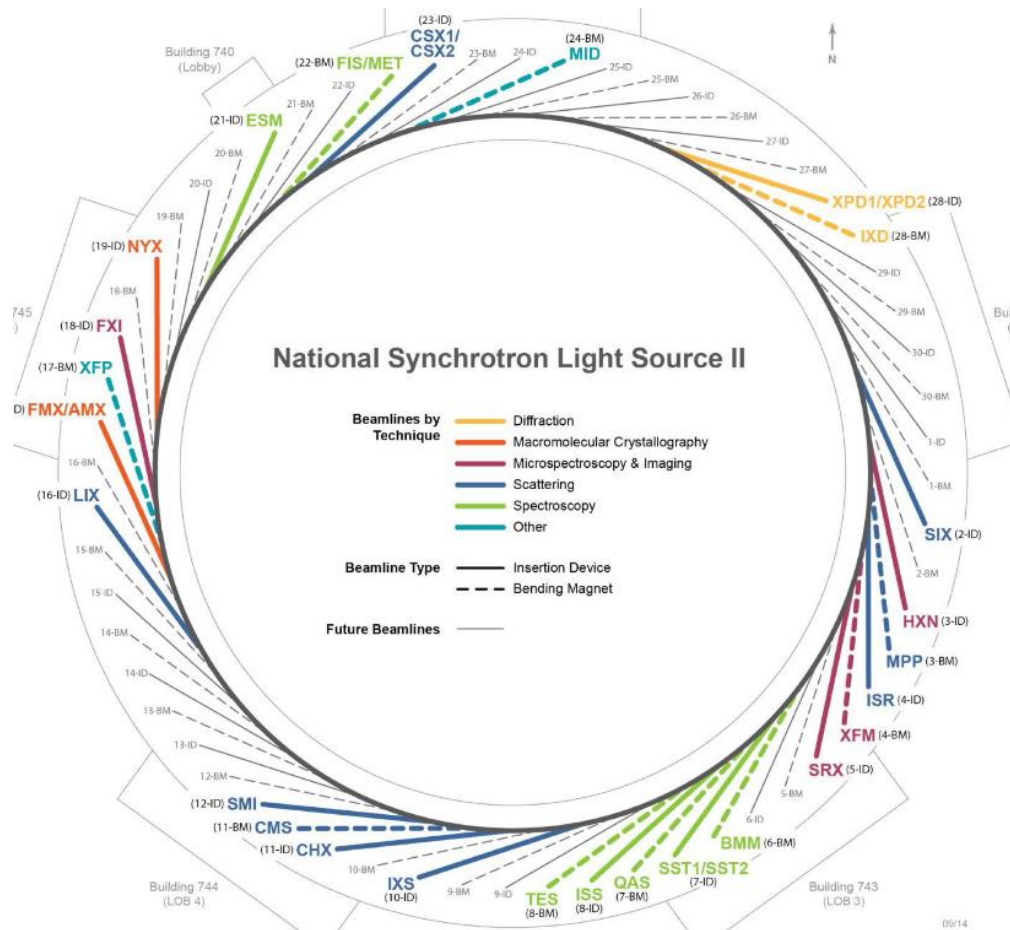 (23-ID)
CSX1/
CSX2
(24-BM)
MID
N
Building 740
(Lobby)
(22-BM) FIS/MET
23-BM
24-ID
25-ID
25-BM
26-ID
26-BM
27-ID
27-BM
22-ID
21-BM
(21-ID) ESM
20-BM
20-ID
19-BM
XPD1/XPD2 (28-ID)
IXD (28-BM)
(19-ID) NYX
29-ID
29-BM
18-BM
745
(18-ID) FXI
30-ID
(17-BM) XFP
30-BM
FMX/AMX
1-ID
16-BM
1-BM
(16-ID) LIX
SIX (2-ID)
15-BM
2-BM
15-ID
HXN (3-ID)
14-BM
MPP (3-BM)
14-ID
ISR (4-ID)
13-BM
XFM (4-BM)
13-ID
SRX (5-ID)
12-BM
5-BM
(12-ID) SMI
6-ID
(11-BM) CMS
BMM (6-BM)
(11-ID) CHX
SST1/SST2
(7-ID)
10-BM
IXS
(10-ID)
9-BM
9-ID
TES
(8-BM)
ISS
(8-ID)
QAS
(7-BM)
Building 744
(LOB 4)
Building 743
(LOB 3)
National Synchrotron Light Source II
Beamlines by
Technique
Diffraction
Macromolecular Crystallography
Microspectroscopy & Imaging
Scattering
Spectroscopy
Other
Beamline Type
Insertion Device
Bending Magnet
Future Beamlines
09/14